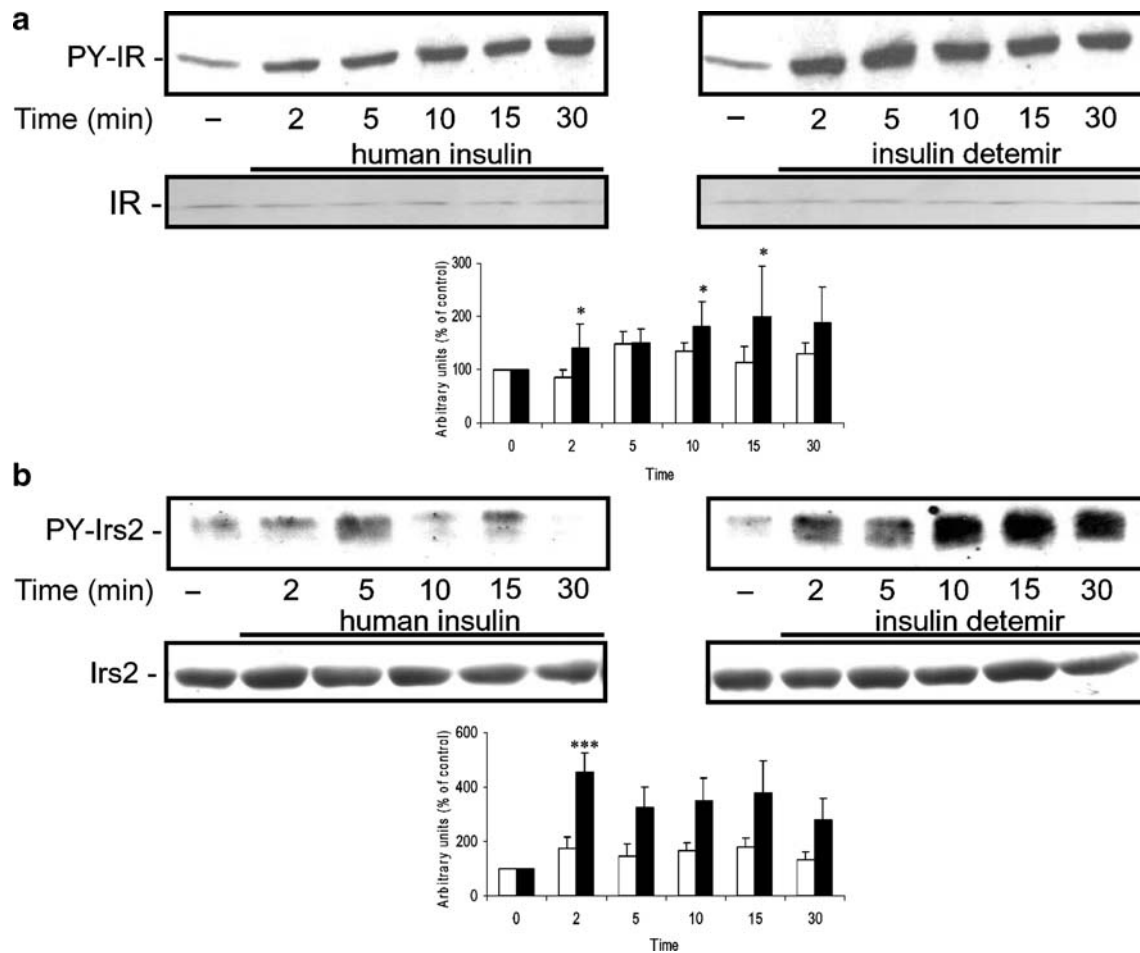 a
PY-IR -
Time (min) – 2 5 10 15 30 – 2 5 10 15 30
human insulin insulin detemir
IR -
Arbitrary units (% of control)
300
200
100
0
* * *
0 2 5 10 15 30
Time
b
PY-Irs2 -
Time (min) – 2 5 10 15 30 – 2 5 10 15 30
human insulin insulin detemir
Irs2 -
Arbitrary units (% of control)
600
400
200
0
***
0 2 5 10 15 30
Time